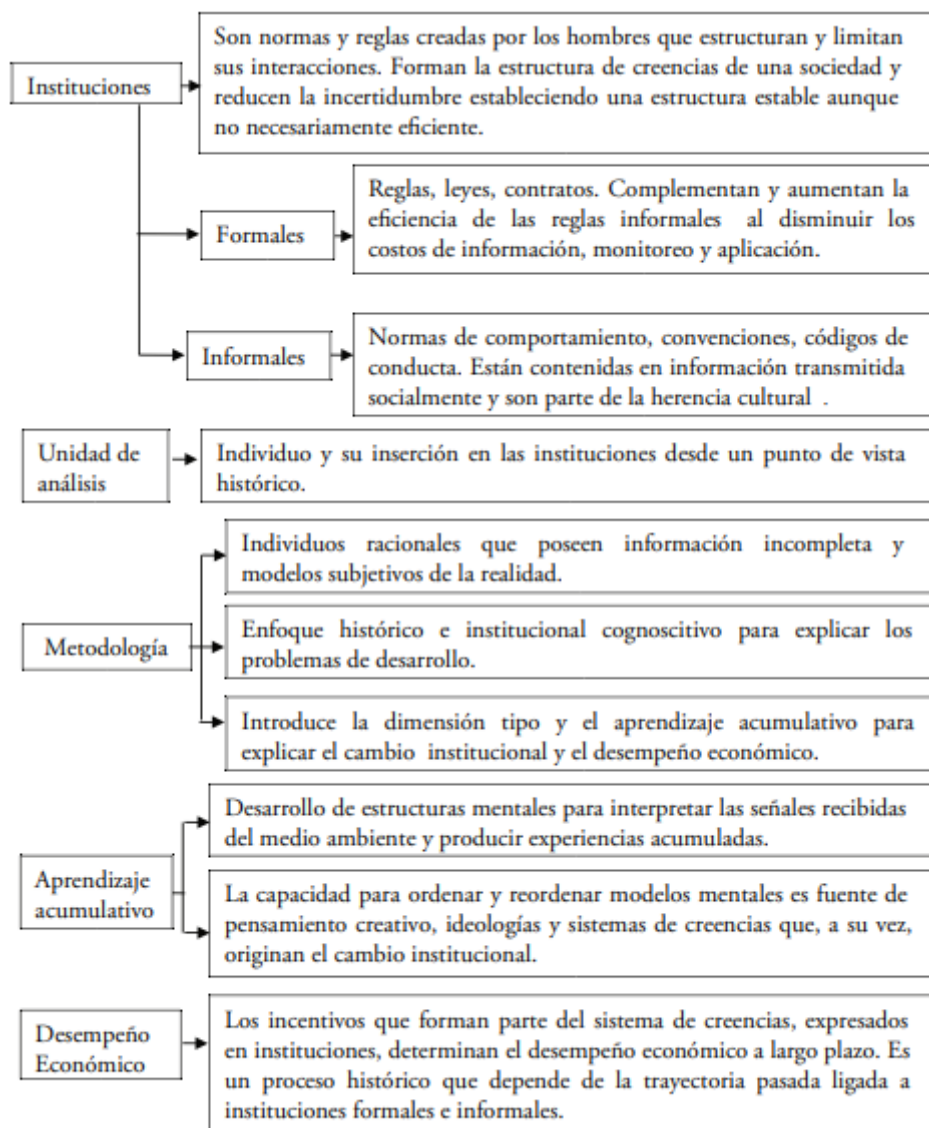 Instituciones
Son normas y reglas creadas por los hombres que estructuran y limitan
sus interacciones. Forman la estructura de creencias de una sociedad y
reducen la incertidumbre estableciendo una estructura estable aunque
no necesariamente eficiente.
Formales
Reglas, leyes, contratos. Complementan y aumentan la
eficiencia de las reglas informales al disminuir los
costos de información, monitoreo y aplicación.
Informales
Normas de comportamiento, convenciones, códigos de
conducta. Están contenidas en información transmitida
socialmente y son parte de la herencia cultural .
Unidad de
análisis
Individuo y su inserción en las instituciones desde un punto de vista
histórico.
Metodología
Individuos racionales que poseen información incompleta y
modelos subjetivos de la realidad.
Enfoque histórico e institucional cognoscitivo para explicar los
problemas de desarrollo.
Introduce la dimensión tipo y el aprendizaje acumulativo para
explicar el cambio institucional y el desempeño económico.
Aprendizaje
acumulativo
Desarrollo de estructuras mentales para interpretar las señales recibidas
del medio ambiente y producir experiencias acumuladas.
La capacidad para ordenar y reordenar modelos mentales es fuente de
pensamiento creativo, ideologías y sistemas de creencias que, a su vez,
originan el cambio institucional.
Desempeño
Económico
Los incentivos que forman parte del sistema de creencias, expresados
en instituciones, determinan el desempeño económico a largo plazo. Es
un proceso histórico que depende de la trayectoria pasada ligada a
instituciones formales e informales.